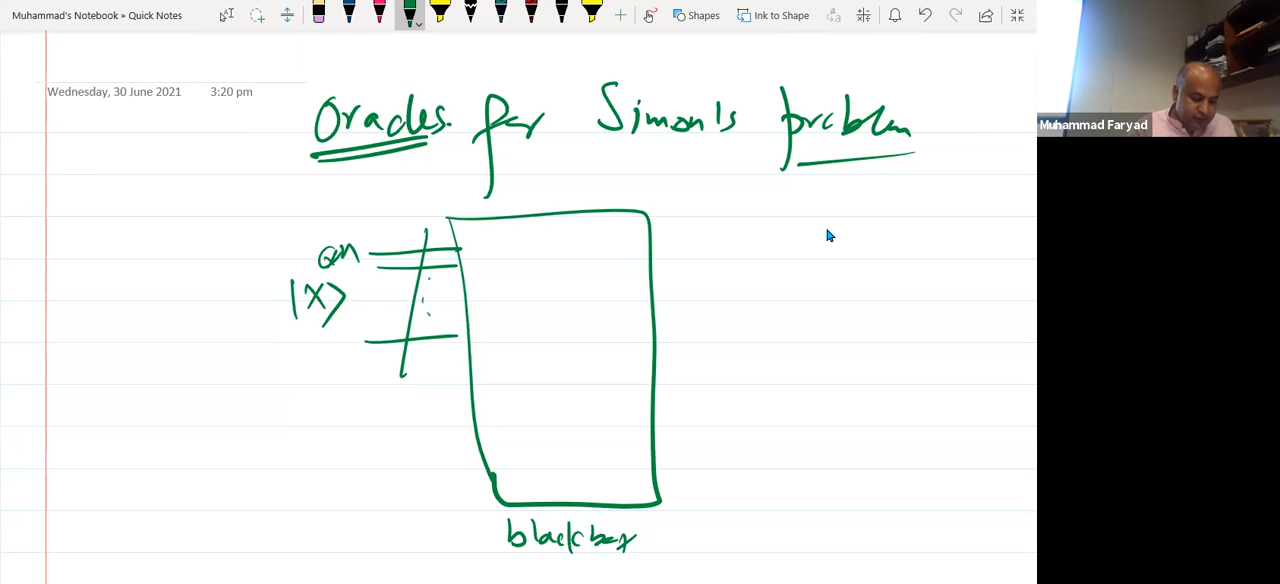 Muhammad's Notebook » Quick Notes
Shapes
Ink to Shape
Wednesday, 30 June 2021 3:20 pm
Oracles for Simon's problem
Muhammad Faryad
|X⟩
blackbox